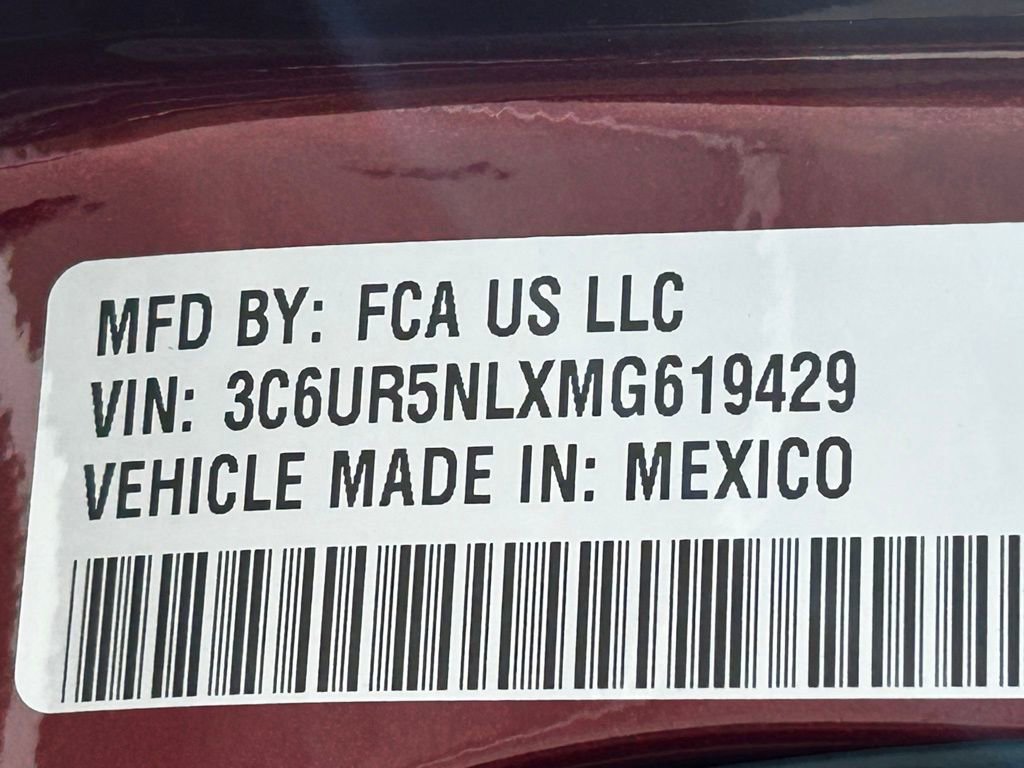 MFD BY: FCA US LLC
VIN: 3C6UR5NLXMG619429
VEHICLE MADE IN: MEXICO